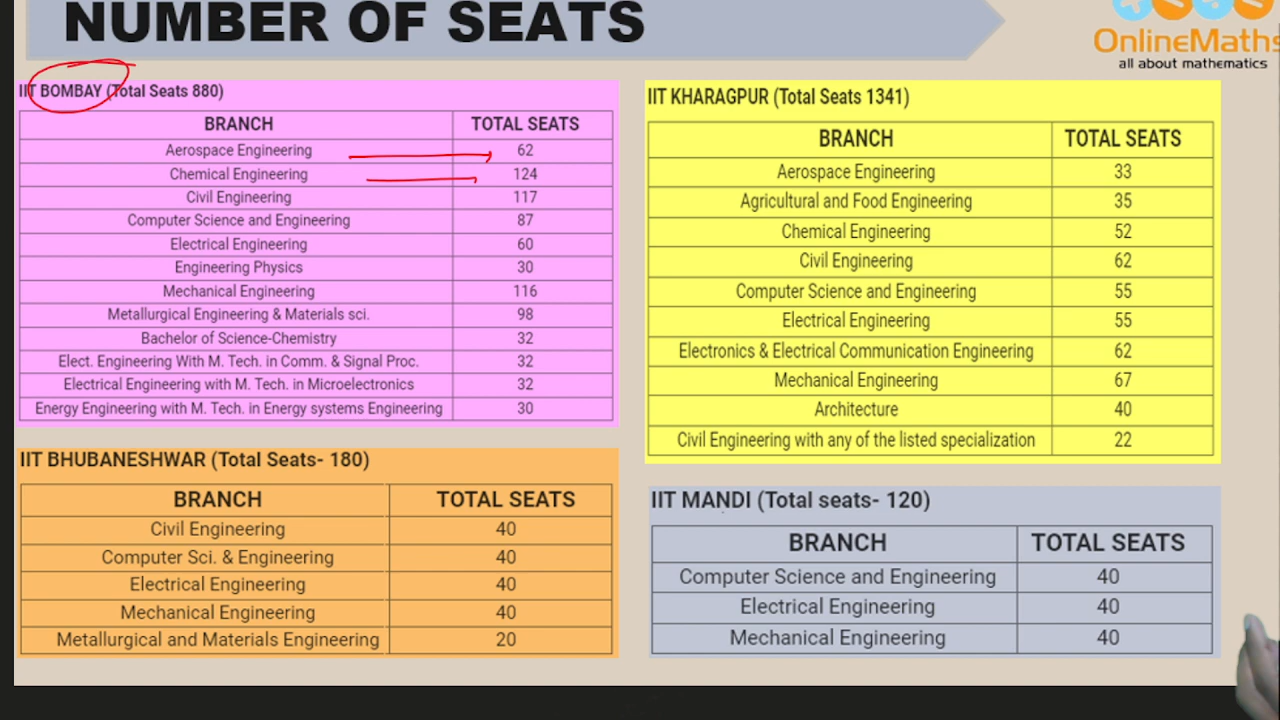 NUMBER OF SEATS
OnlineMaths
all about mathematics
IIT BOMBAY (Total Seats 880)
BRANCH TOTAL SEATS
Aerospace Engineering 62
Chemical Engineering 124
Civil Engineering 117
Computer Science and Engineering 87
Electrical Engineering 60
Engineering Physics 30
Mechanical Engineering 116
Metallurgical Engineering & Materials sci. 98
Bachelor of Science-Chemistry 32
Elect. Engineering With M. Tech. in Comm. & Signal Proc. 32
Electrical Engineering with M. Tech. in Microelectronics 32
Energy Engineering with M. Tech. in Energy systems Engineering 30
IIT KHARAGPUR (Total Seats 1341)
BRANCH TOTAL SEATS
Aerospace Engineering 33
Agricultural and Food Engineering 35
Chemical Engineering 52
Civil Engineering 62
Computer Science and Engineering 55
Electrical Engineering 55
Electronics & Electrical Communication Engineering 62
Mechanical Engineering 67
Architecture 40
Civil Engineering with any of the listed specialization 22
IIT BHUBANESHWAR (Total Seats- 180)
BRANCH TOTAL SEATS
Civil Engineering 40
Computer Sci. & Engineering 40
Electrical Engineering 40
Mechanical Engineering 40
Metallurgical and Materials Engineering 20
IIT MANDI (Total seats- 120)
BRANCH TOTAL SEATS
Computer Science and Engineering 40
Electrical Engineering 40
Mechanical Engineering 40